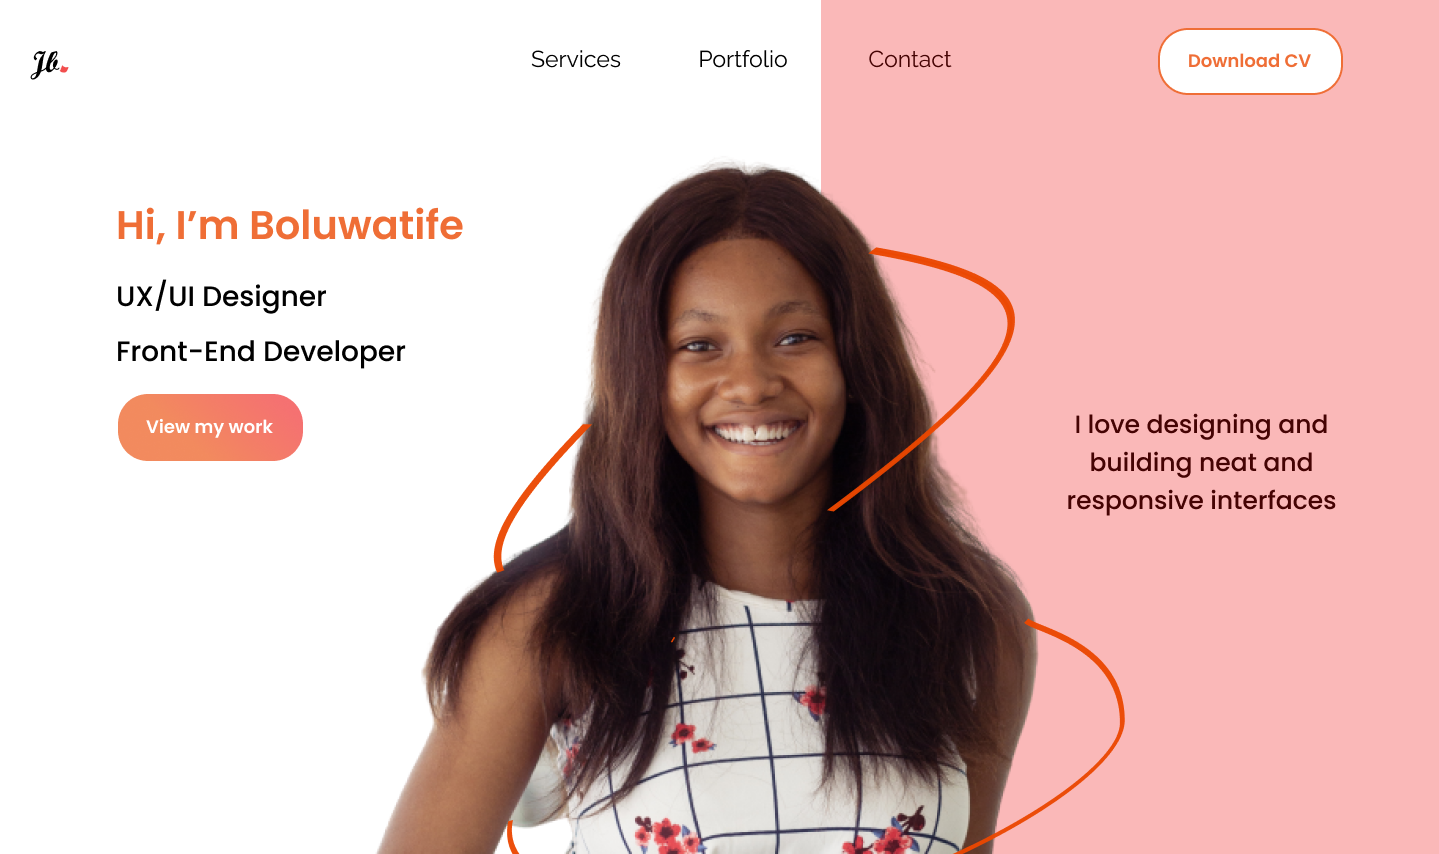 Jb.
Services
Portfolio
Contact
Download CV
Hi, I’m Boluwatife
UX/UI Designer
Front-End Developer
View my work
I love designing and
building neat and
responsive interfaces